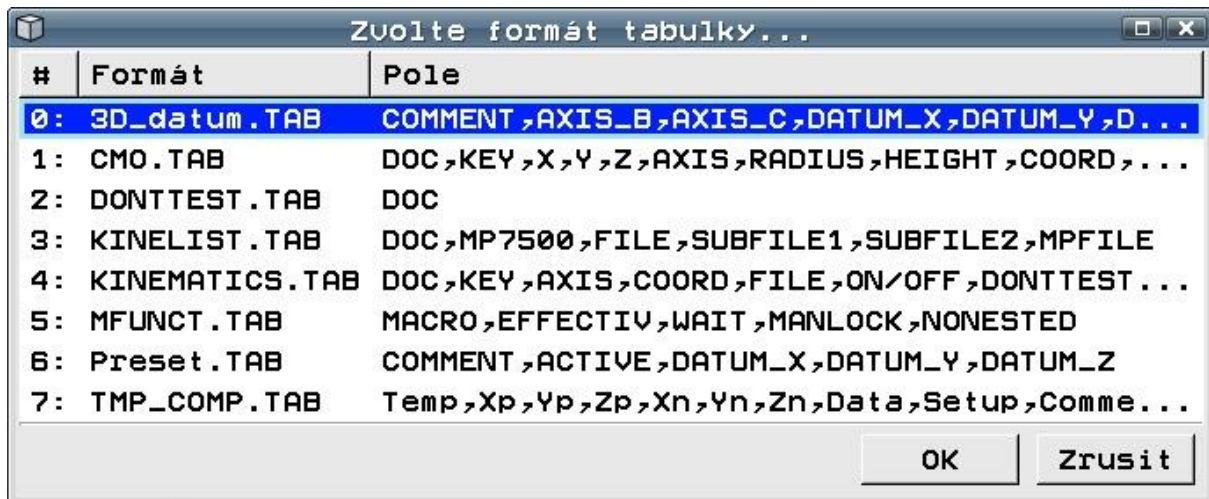 Zvolte formát tabulky...
# Formát Pole
0: 3D_datum.TAB COMMENT,AXIS_B,AXIS_C,DATUM_X,DATUM_Y,D...
1: CMO.TAB DOC,KEY,X,Y,Z,AXIS,RADIUS,HEIGHT,COORD,...
2: DONTTEST.TAB DOC
3: KINELIST.TAB DOC,MP7500,FILE,SUBFILE1,SUBFILE2,MPFILE
4: KINEMATICS.TAB DOC,KEY,AXIS,COORD,FILE,ON/OFF,DONTTEST...
5: MFUNCT.TAB MACRO,EFFECTIV,WAIT,MANLOCK,NONESTED
6: Preset.TAB COMMENT,ACTIVE,DATUM_X,DATUM_Y,DATUM_Z
7: TMP_COMP.TAB Temp,Xp,Yp,Zp,Xn,Yn,Zn,Data,Setup,Comme...
OK Zrusit